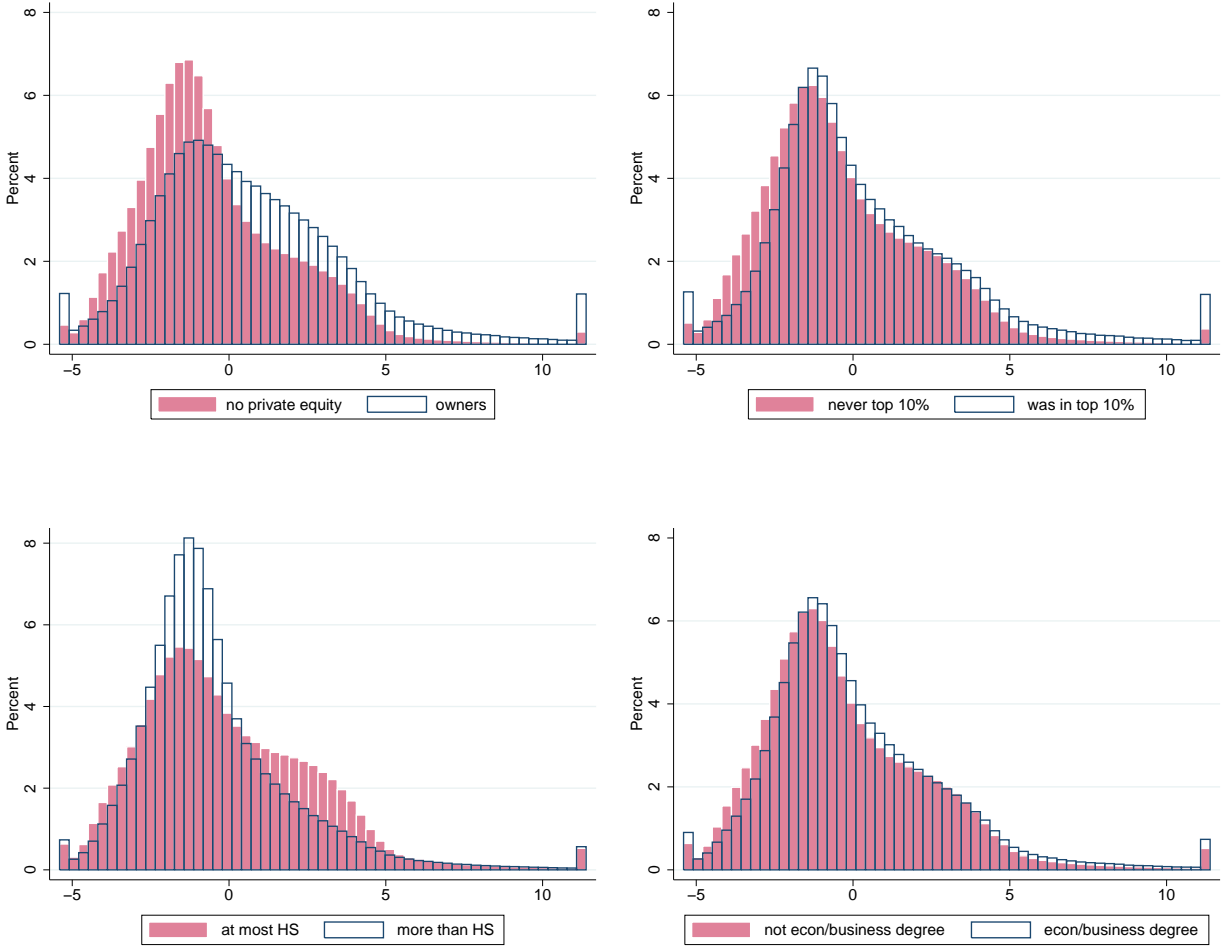 8
6
4
2
0
Percent
−5 0 5 10
no private equity owners
8
6
4
2
0
Percent
−5 0 5 10
never top 10% was in top 10%
8
6
4
2
0
Percent
−5 0 5 10
at most HS more than HS
8
6
4
2
0
Percent
−5 0 5 10
not econ/business degree econ/business degree